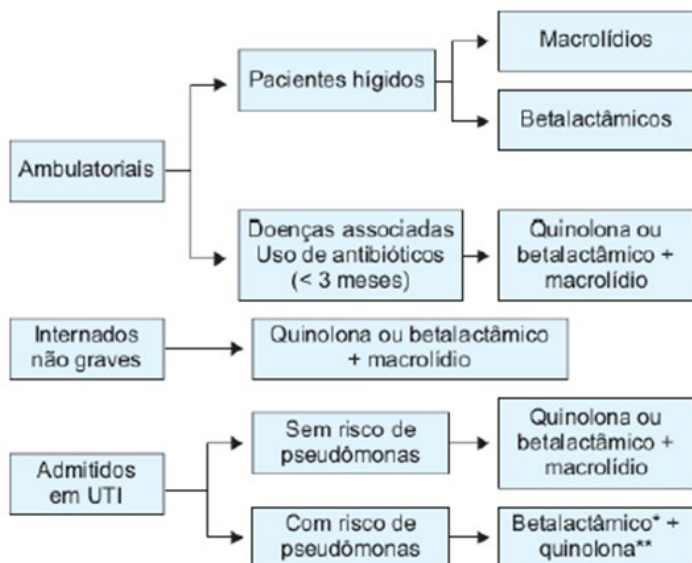 Macrolídios
Pacientes hígidos
Betalactâmicos
Ambulatoriais
Doenças associadas
Uso de antibióticos
(< 3 meses)
Quinolona ou
betalactâmico +
macrolídio
Internados
não graves
Quinolona ou betalactâmico
+ macrolídio
Admitidos
em UTI
Sem risco de
pseudômonas
Quinolona ou
betalactâmico +
macrolídio
Com risco de
pseudômonas
Betalactâmico* +
quinolona**